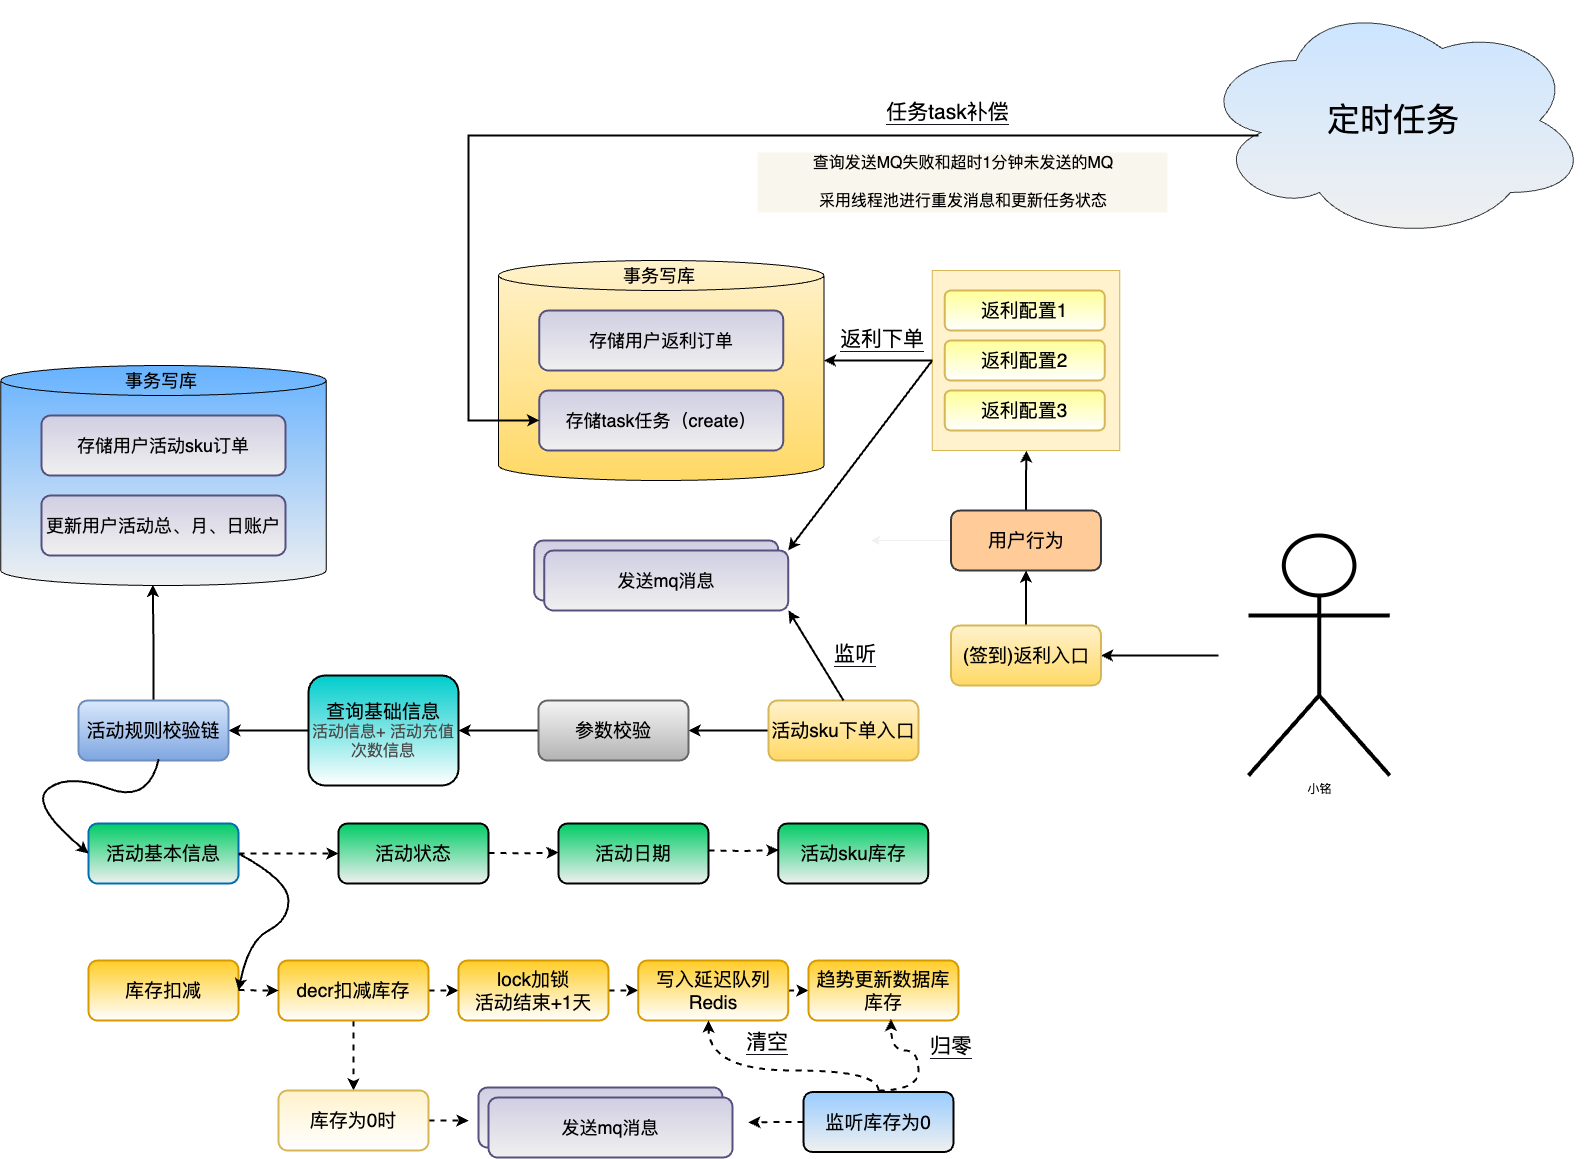 定时任务
任务task补偿
查询发送MQ失败和超时1分钟未发送的MQ
采用线程池进行重发消息和更新任务状态
事务写库
存储用户返利订单
存储task任务（create）
返利下单
返利配置1
返利配置2
返利配置3
事务写库
存储用户活动sku订单
更新用户活动总、月、日账户
用户行为
发送mq消息
(签到)返利入口
监听
小铭
活动规则校验链
查询基础信息
活动信息+ 活动充值
次数信息
参数校验
活动sku下单入口
活动基本信息
活动状态
活动日期
活动sku库存
库存扣减
decr扣减库存
lock加锁
活动结束+1天
写入延迟队列
Redis
趋势更新数据库
库存
清空
归零
库存为0时
发送mq消息
监听库存为0